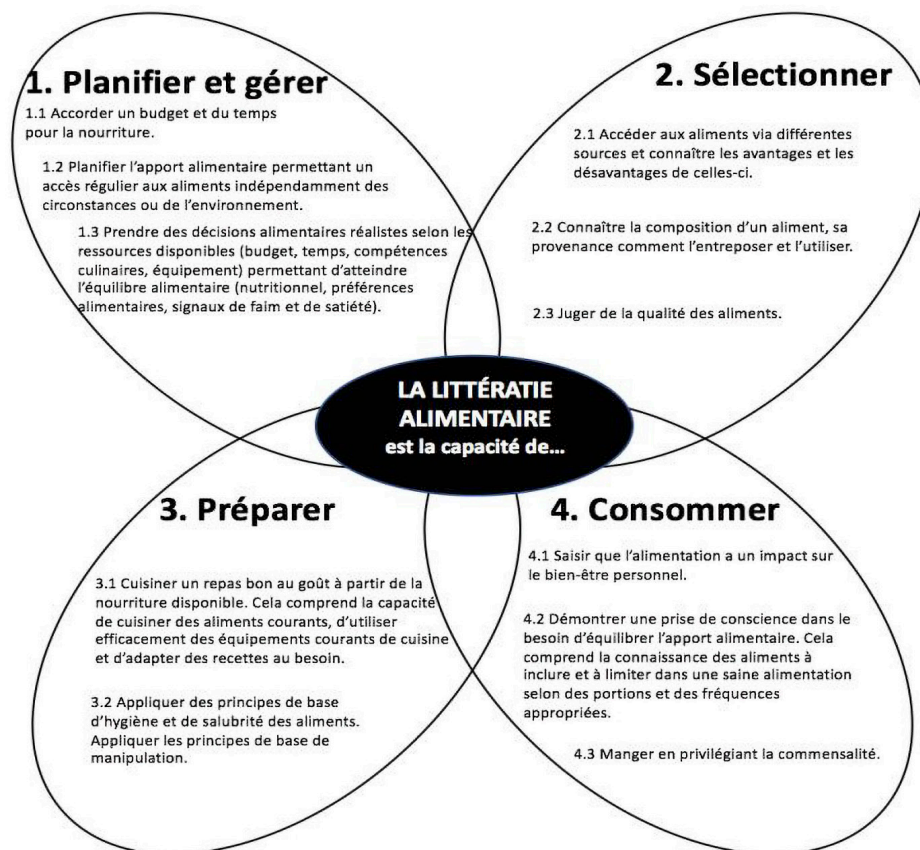 1. Planifier et gérer
1.1 Accorder un budget et du temps
pour la nourriture.
1.2 Planifier l'apport alimentaire permettant un
accès régulier aux aliments indépendamment des
circonstances ou de l'environnement.
1.3 Prendre des décisions alimentaires réalistes selon les
ressources disponibles (budget, temps, compétences
culinaires, équipement) permettant d'atteindre
l'équilibre alimentaire (nutritionnel, préférences
alimentaires, signaux de faim et de satiété).
2. Sélectionner
2.1 Accéder aux aliments via différentes
sources et connaître les avantages et les
désavantages de celles-ci.
2.2 Connaître la composition d'un aliment, sa
provenance comment l'entreposer et l'utiliser.
2.3 Juger de la qualité des aliments.
LA LITTÉRATIE
ALIMENTAIRE
est la capacité de...
3. Préparer
3.1 Cuisiner un repas bon au goût à partir de la
nourriture disponible. Cela comprend la capacité
de cuisiner des aliments courants, d'utiliser
efficacement des équipements courants de cuisine
et d'adapter des recettes au besoin.
3.2 Appliquer des principes de base
d'hygiène et de salubrité des aliments.
Appliquer les principes de base de
manipulation.
4. Consommer
4.1 Saisir que l'alimentation a un impact sur
le bien-être personnel.
4.2 Démontrer une prise de conscience dans le
besoin d'équilibrer l'apport alimentaire. Cela
comprend la connaissance des aliments à
inclure et à limiter dans une saine alimentation
selon des portions et des fréquences
appropriées.
4.3 Manger en privilégiant la commensalité.